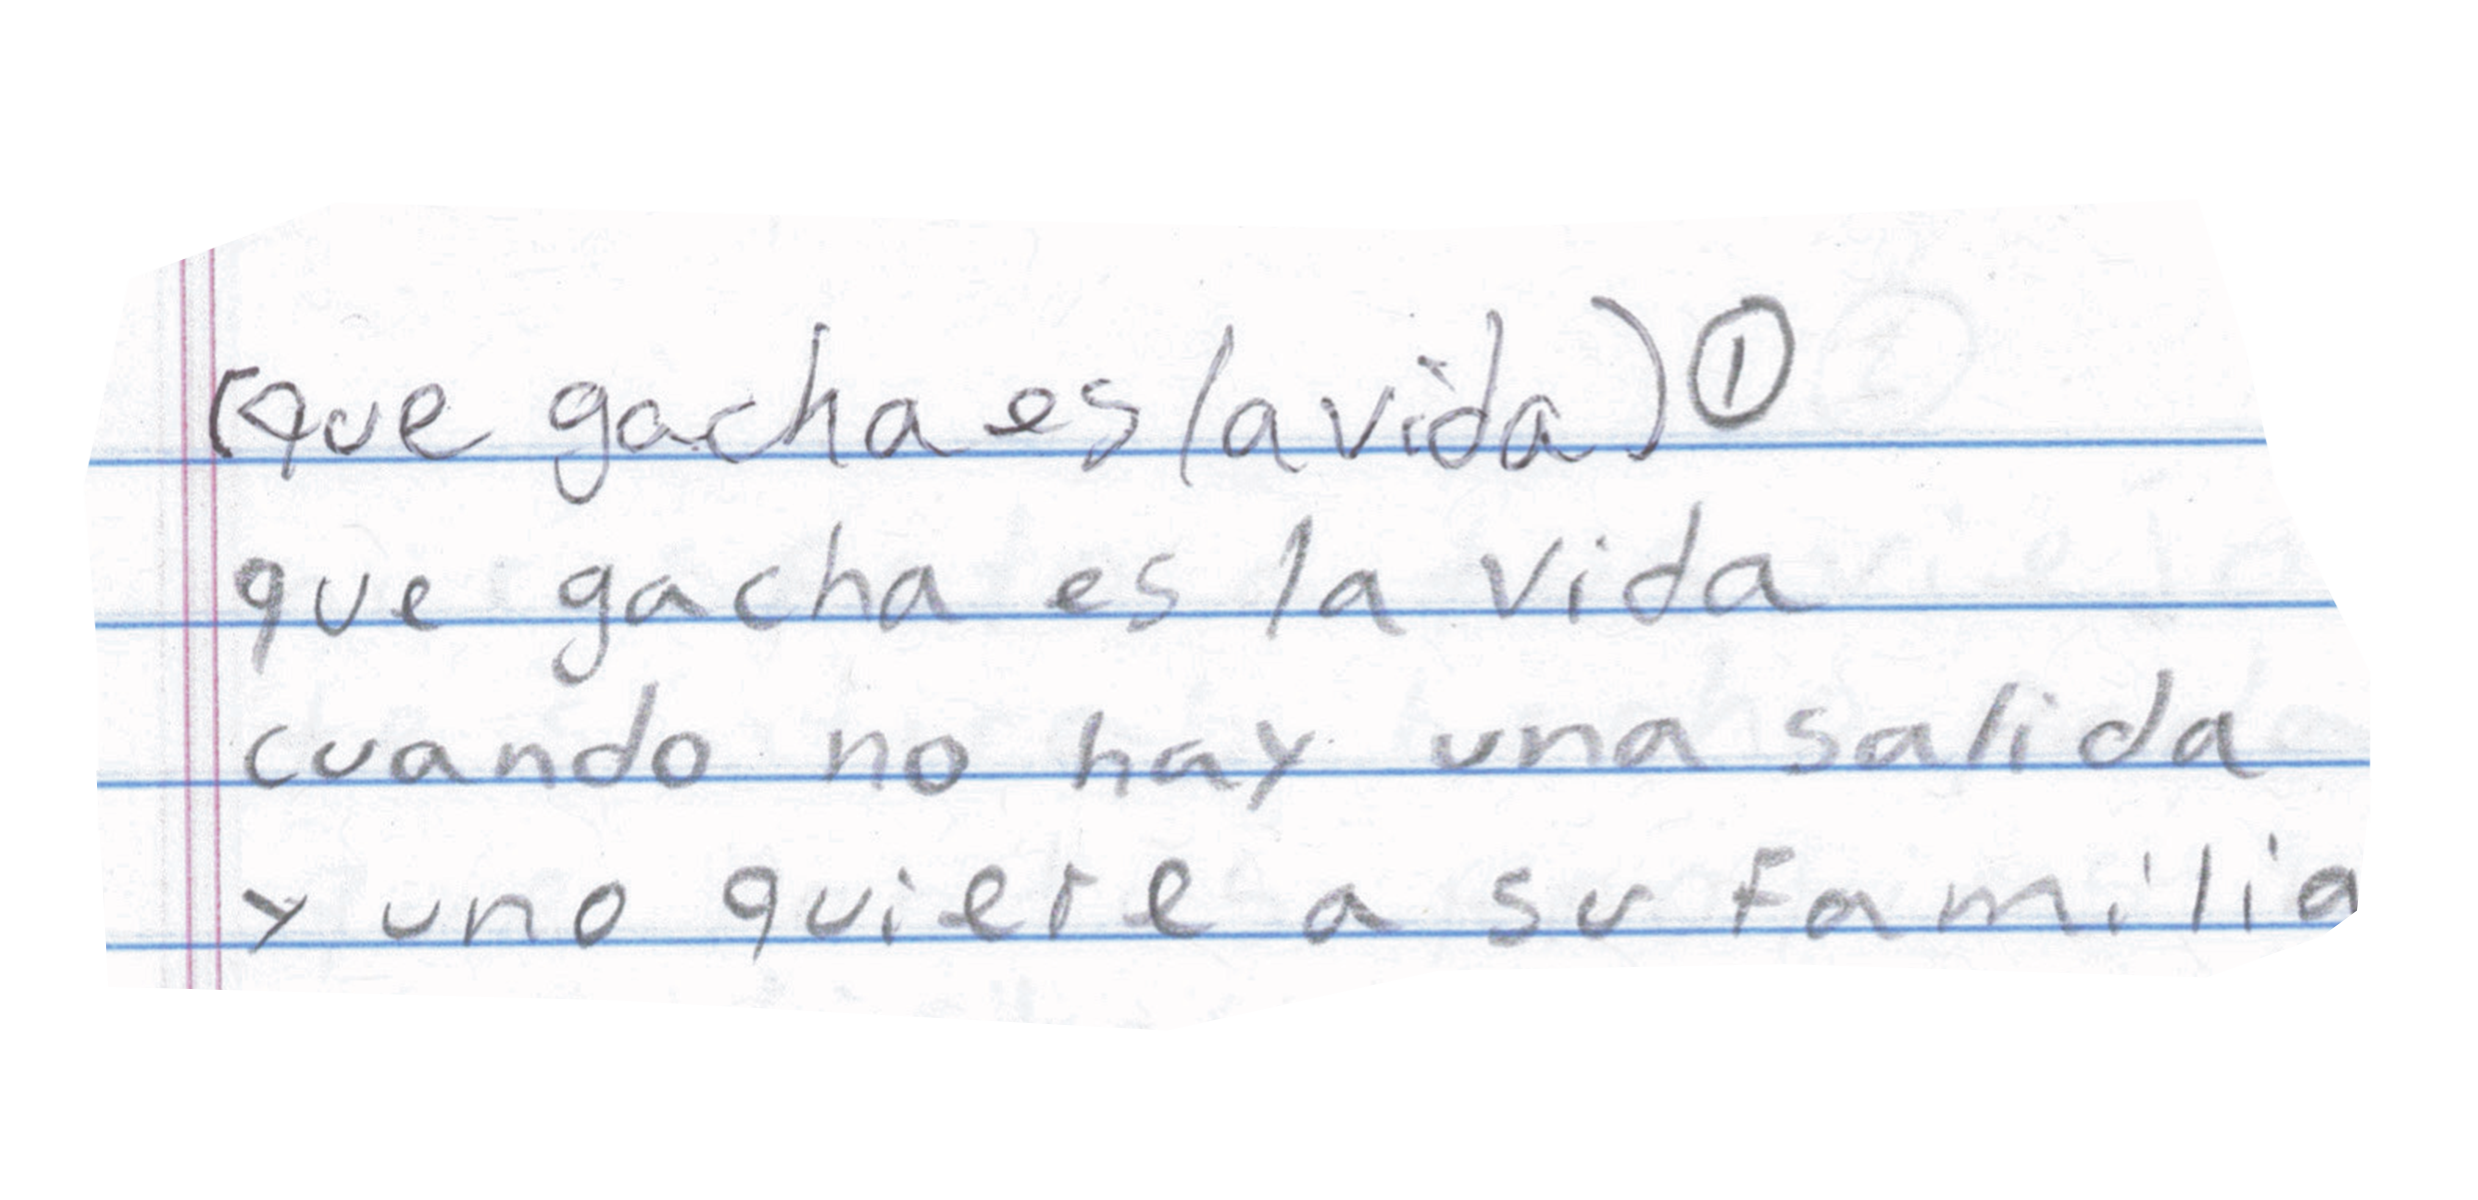 (Que gacha es la vida) ①
que gacha es la vida
cuando no hay una salida
y uno quiere a su familia